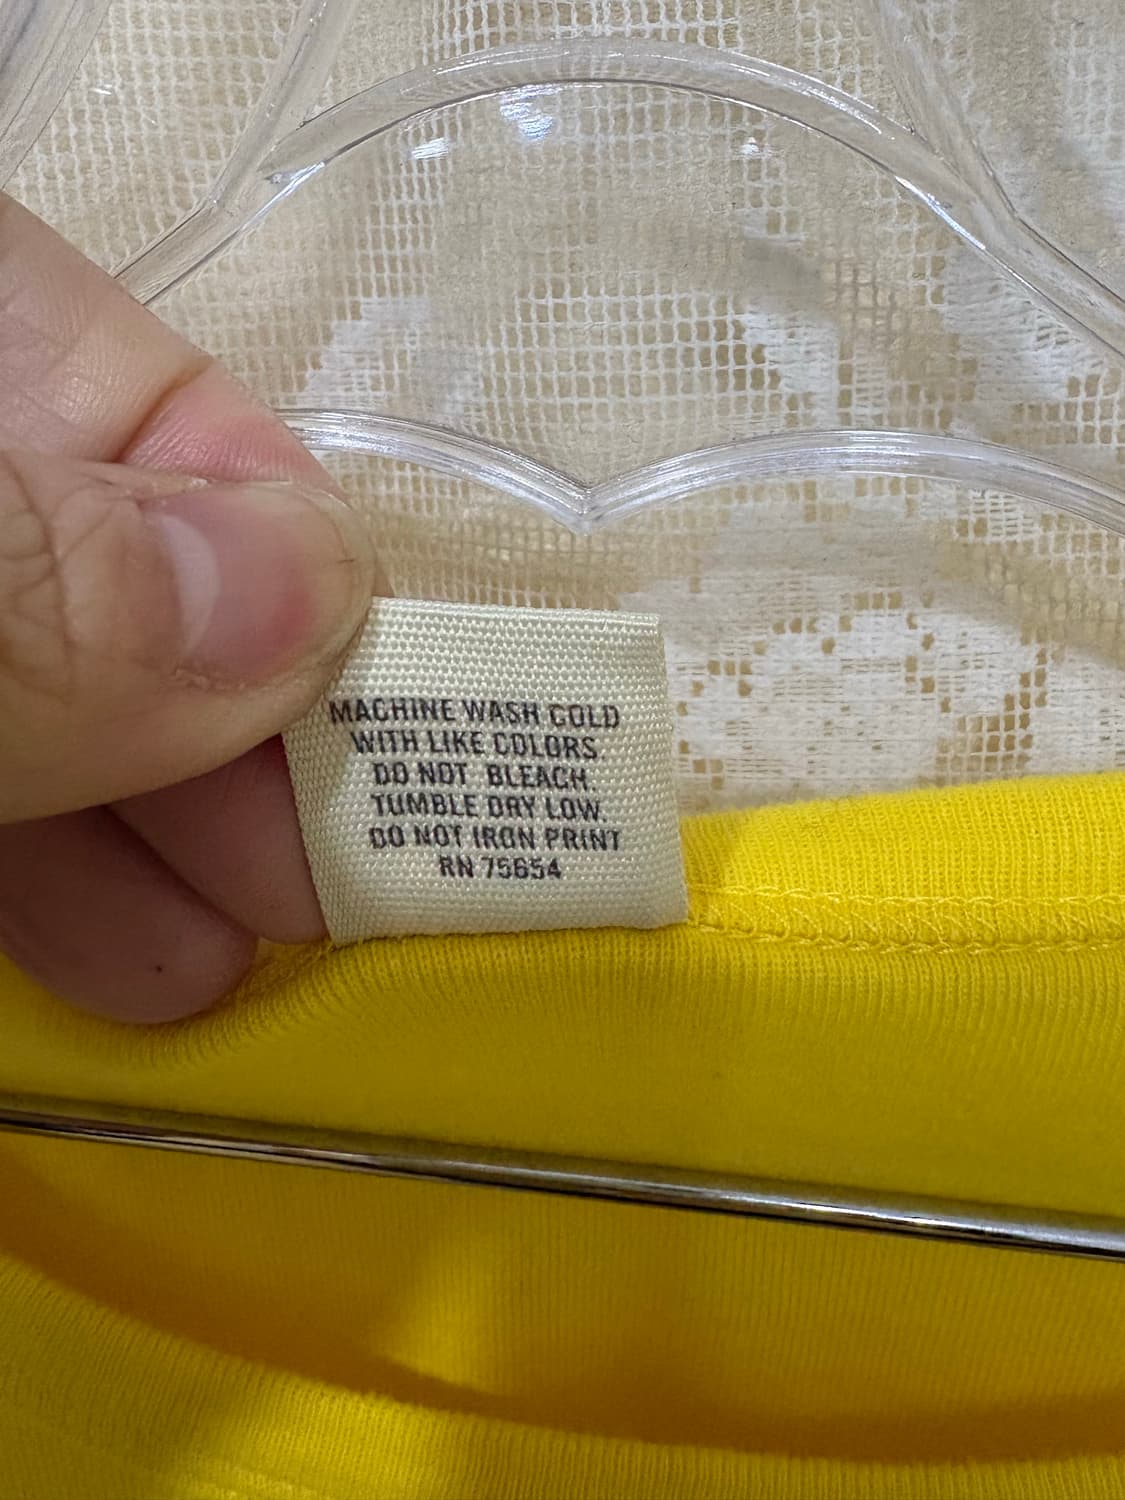 MACHINE WASH COLD
WITH LIKE COLORS.
DO NOT BLEACH.
TUMBLE DRY LOW.
DO NOT IRON PRINT
RN 75654